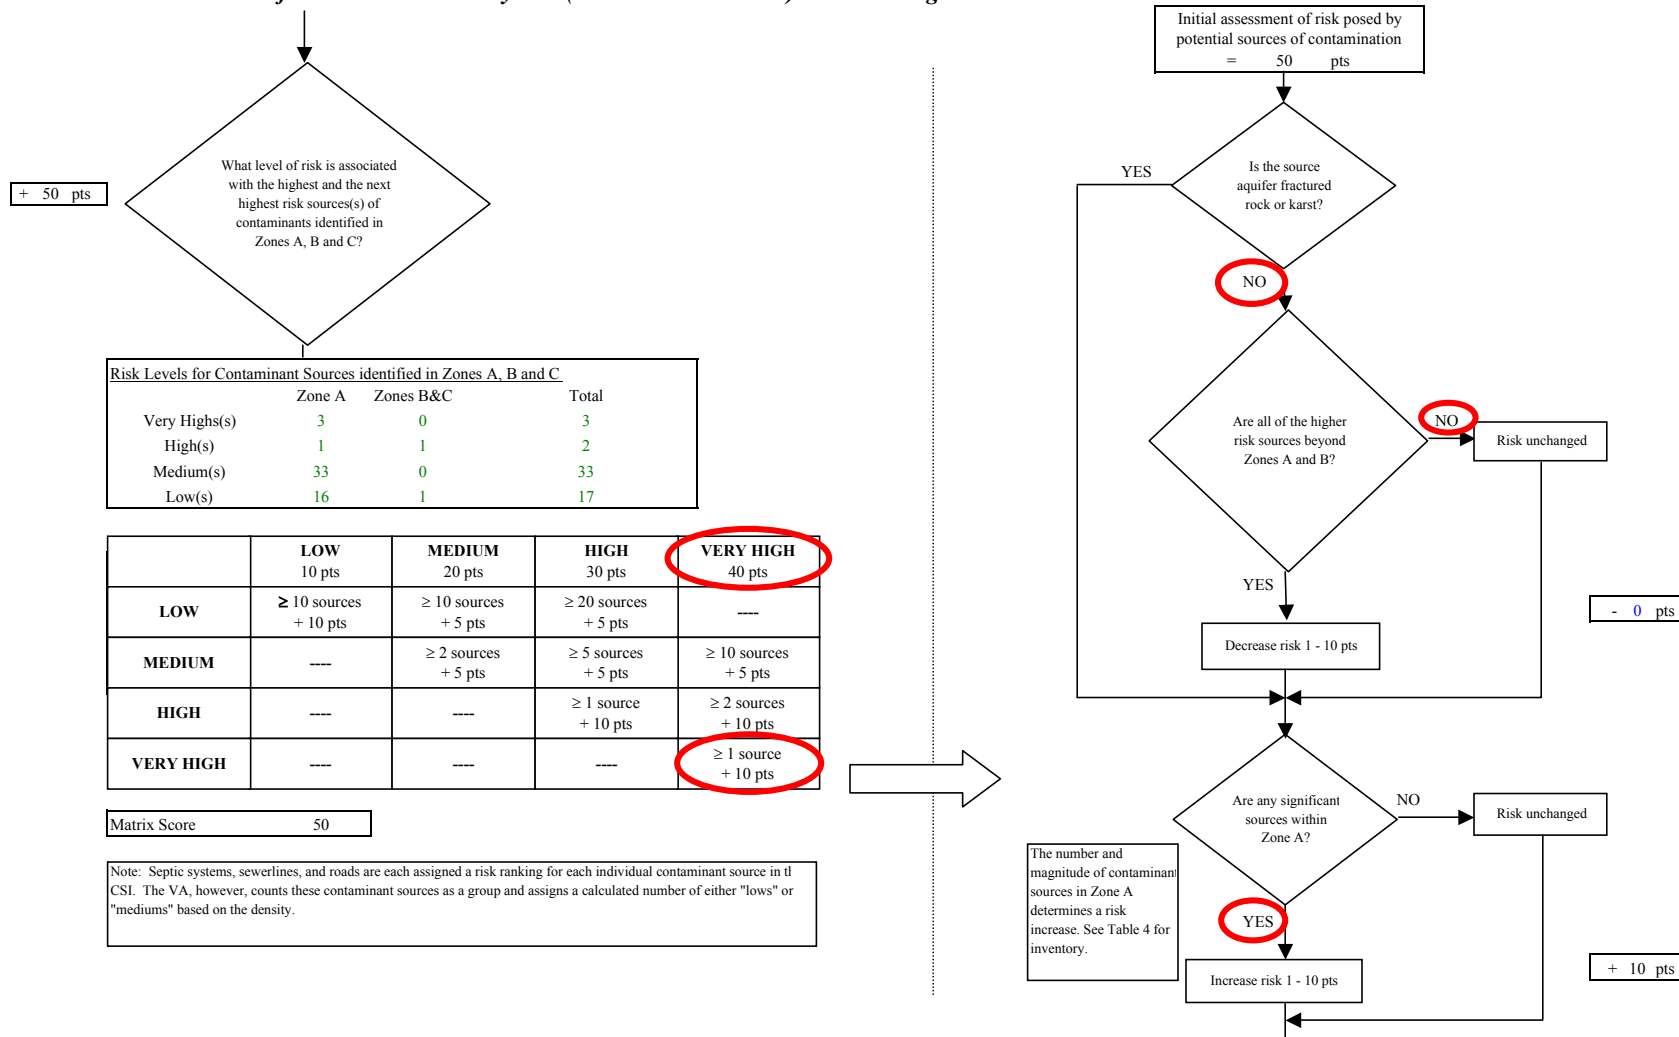 + 50 pts
What level of risk is associated
with the highest and the next
highest risk sources(s) of
contaminants identified in
Zones A, B and C?
Risk Levels for Contaminant Sources identified in Zones A, B and C
Zone A Zones B&C Total
Very Highs(s) 3 0 3
High(s) 1 1 2
Medium(s) 33 0 33
Low(s) 16 1 17
LOW MEDIUM HIGH VERY HIGH
10 pts 20 pts 30 pts 40 pts
LOW ≥ 10 sources ≥ 10 sources ≥ 20 sources ----
+ 10 pts + 5 pts + 5 pts
MEDIUM ---- ≥ 2 sources ≥ 5 sources ≥ 10 sources
+ 5 pts + 5 pts + 5 pts
HIGH ---- ---- ≥ 1 source ≥ 2 sources
+ 10 pts + 10 pts
VERY HIGH ---- ---- ---- ≥ 1 source
+ 10 pts
Matrix Score 50
Note: Septic systems, sewerlines, and roads are each assigned a risk ranking for each individual contaminant source in tl
CSI. The VA, however, counts these contaminant sources as a group and assigns a calculated number of either "lows" or
"mediums" based on the density.
Initial assessment of risk posed by
potential sources of contamination
= 50 pts
Is the source
aquifer fractured
rock or karst?
YES
NO
Are all of the higher
risk sources beyond
Zones A and B?
NO
Risk unchanged
YES
Decrease risk 1 - 10 pts
- 0 pts
Are any significant
sources within
Zone A?
NO
Risk unchanged
The number and
magnitude of contaminant
sources in Zone A
determines a risk
increase. See Table 4 for
inventory.
YES
Increase risk 1 - 10 pts
+ 10 pts